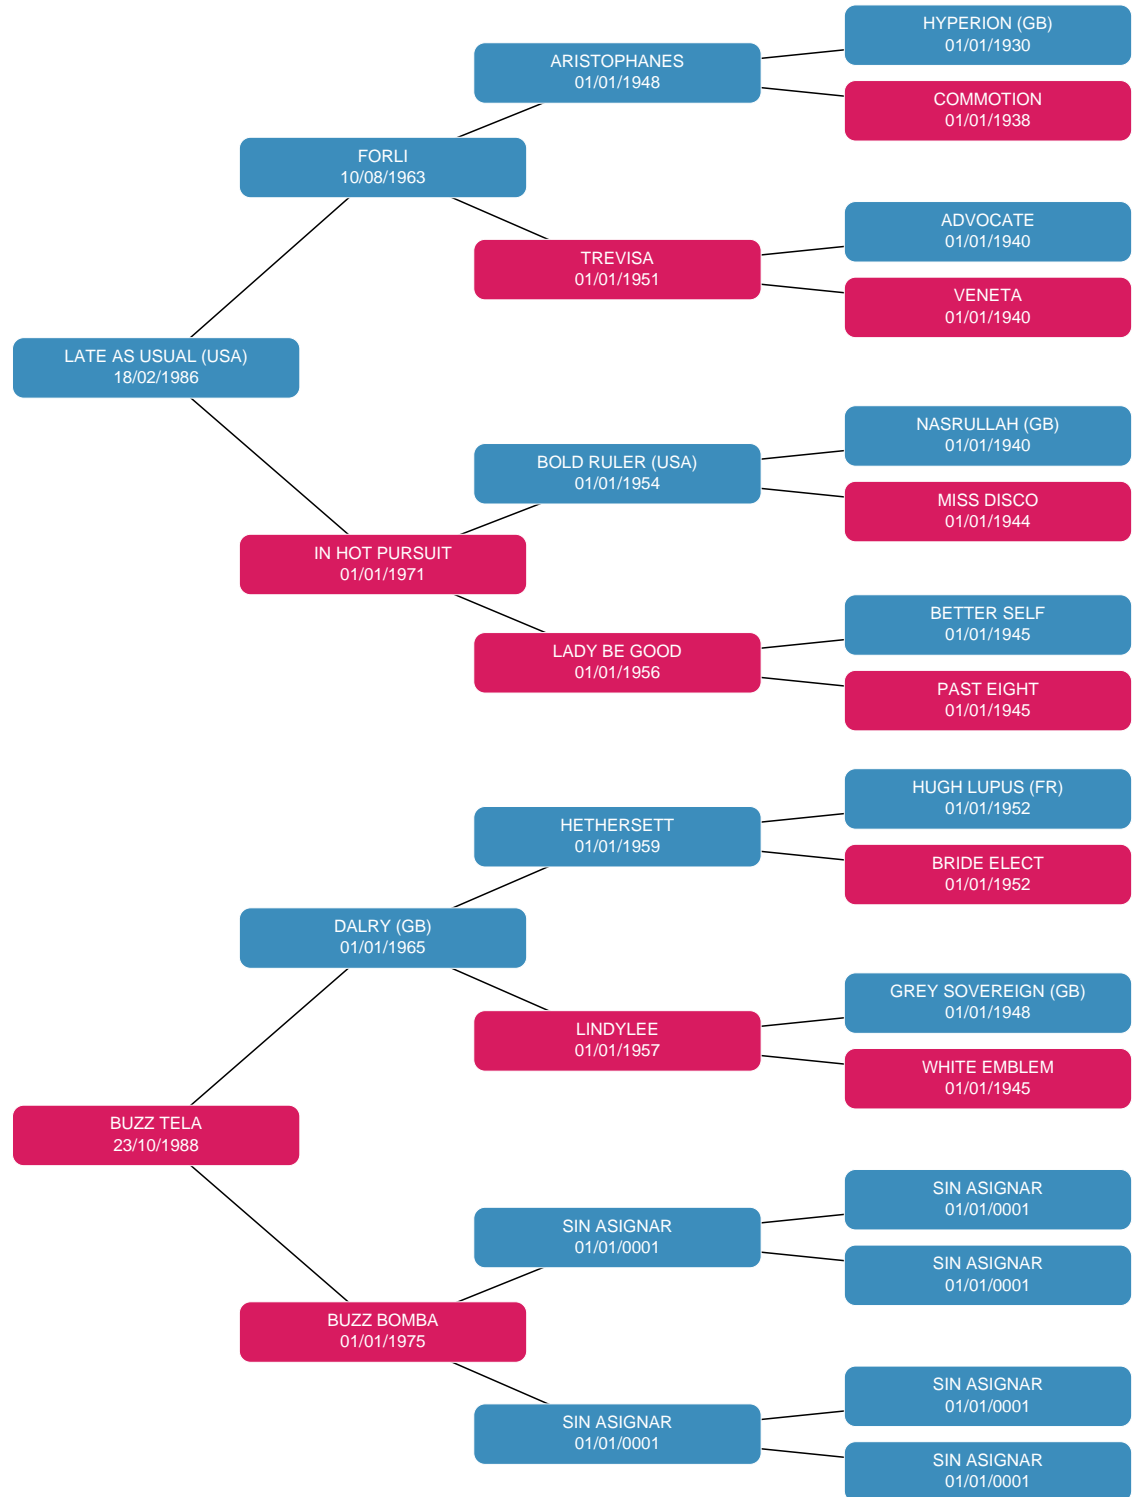 HYPERION (GB)
01/01/1930
ARISTOPHANES
01/01/1948
COMMOTION
01/01/1938
FORLI
10/08/1963
ADVOCATE
01/01/1940
TREVISA
01/01/1951
VENETA
01/01/1940
LATE AS USUAL (USA)
18/02/1986
NASRULLAH (GB)
01/01/1940
BOLD RULER (USA)
01/01/1954
MISS DISCO
01/01/1944
IN HOT PURSUIT
01/01/1971
BETTER SELF
01/01/1945
LADY BE GOOD
01/01/1956
PAST EIGHT
01/01/1945
HUGH LUPUS (FR)
01/01/1952
HETHERSETT
01/01/1959
BRIDE ELECT
01/01/1952
DALRY (GB)
01/01/1965
GREY SOVEREIGN (GB)
01/01/1948
LINDYLEE
01/01/1957
WHITE EMBLEM
01/01/1945
BUZZ TELA
23/10/1988
SIN ASIGNAR
01/01/0001
SIN ASIGNAR
01/01/0001
SIN ASIGNAR
01/01/0001
BUZZ BOMBA
01/01/1975
SIN ASIGNAR
01/01/0001
SIN ASIGNAR
01/01/0001
SIN ASIGNAR
01/01/0001